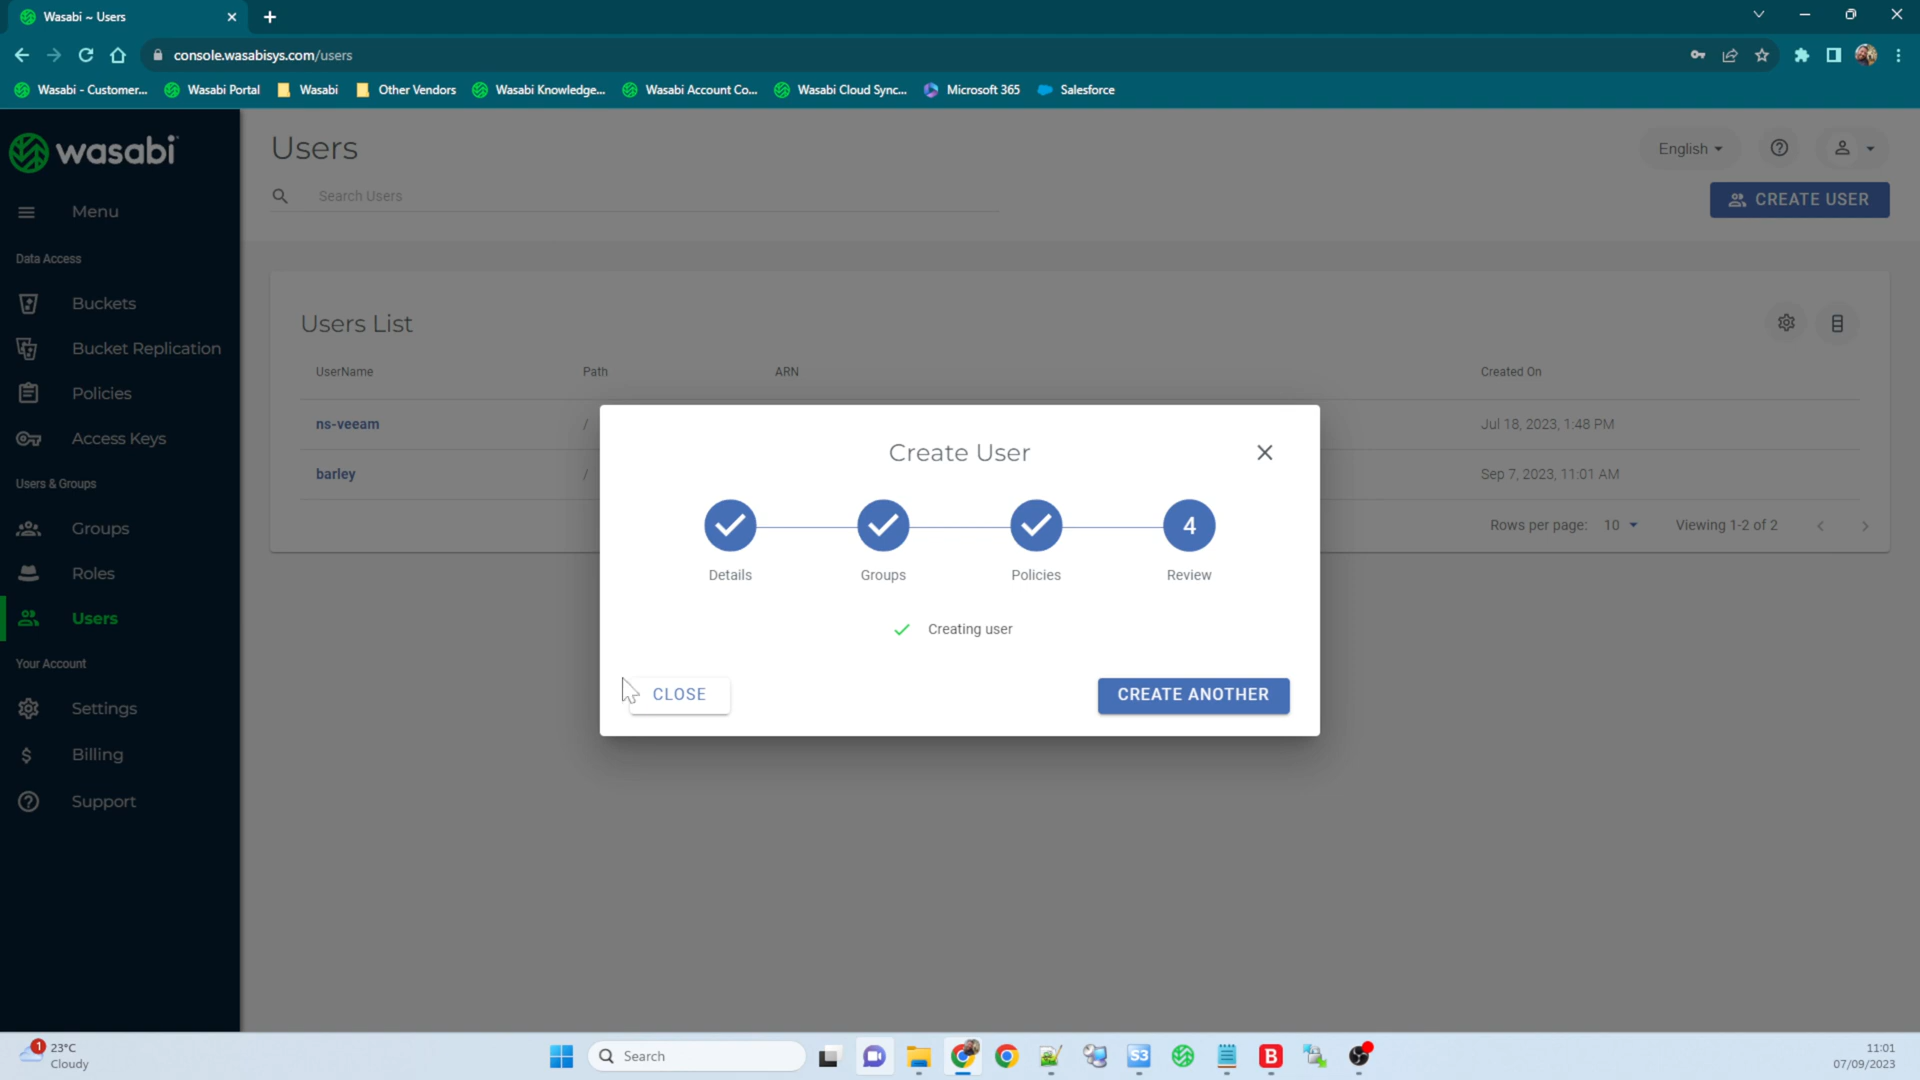 Wasabi ~ Users
console.wasabisys.com/users
Wasabi - Customer...
Wasabi Portal
Wasabi
Other Vendors
Wasabi Knowledge...
Wasabi Account Co...
Wasabi Cloud Sync...
Microsoft 365
Salesforce
wasabi
Menu
Data Access
Buckets
Bucket Replication
Policies
Access Keys
Users & Groups
Groups
Roles
Users
Your Account
Settings
Billing
Support
Users
English
Search Users
CREATE USER
Users List
UserName Path ARN Created On
ns-veeam / Jul 18, 2023, 1:48 PM
barley / Sep 7, 2023, 11:01 AM
Rows per page: 10 Viewing 1-2 of 2
Create User
4
Details Groups Policies Review
Creating user
CLOSE
CREATE ANOTHER
1
23°C
Cloudy
Search
S3
B
11:01
07/09/2023